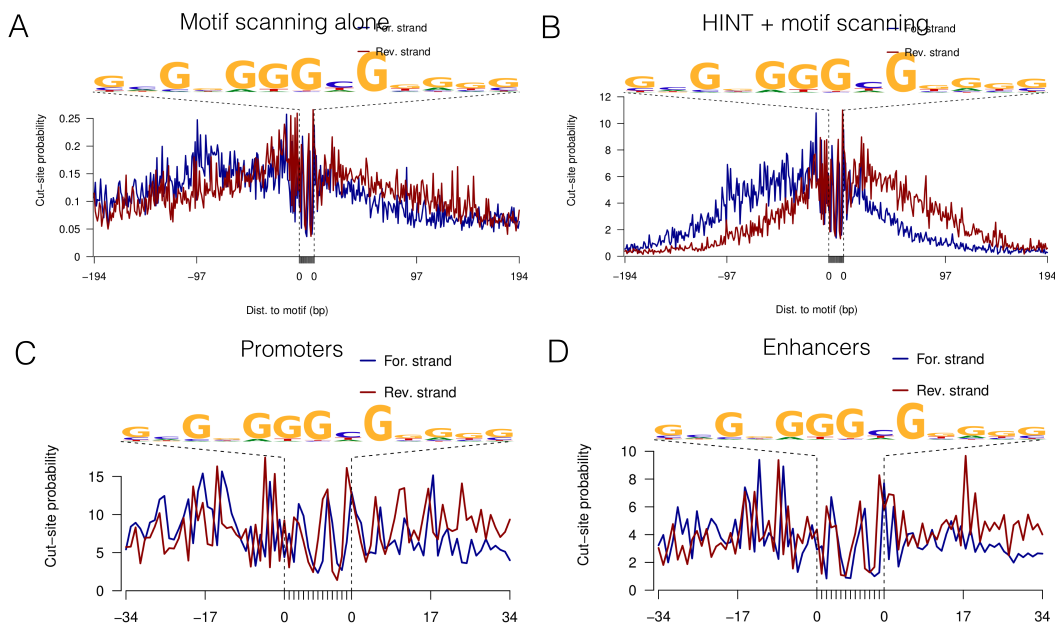 A
Motif scanning alone
For. strand
Rev. strand
Cut−site probability
0.25
0.2
0.15
0.1
0.05
0
−194
−97
0
0
97
194
Dist. to motif (bp)
B
HINT + motif scanning
For. strand
Rev. strand
Cut−site probability
12
10
8
6
4
2
0
−194
−97
0
0
97
194
Dist. to motif (bp)
C
Promoters
For. strand
Rev. strand
Cut−site probability
15
10
5
0
−34
−17
0
0
17
34
D
Enhancers
For. strand
Rev. strand
Cut−site probability
10
8
6
4
2
0
−34
−17
0
0
17
34